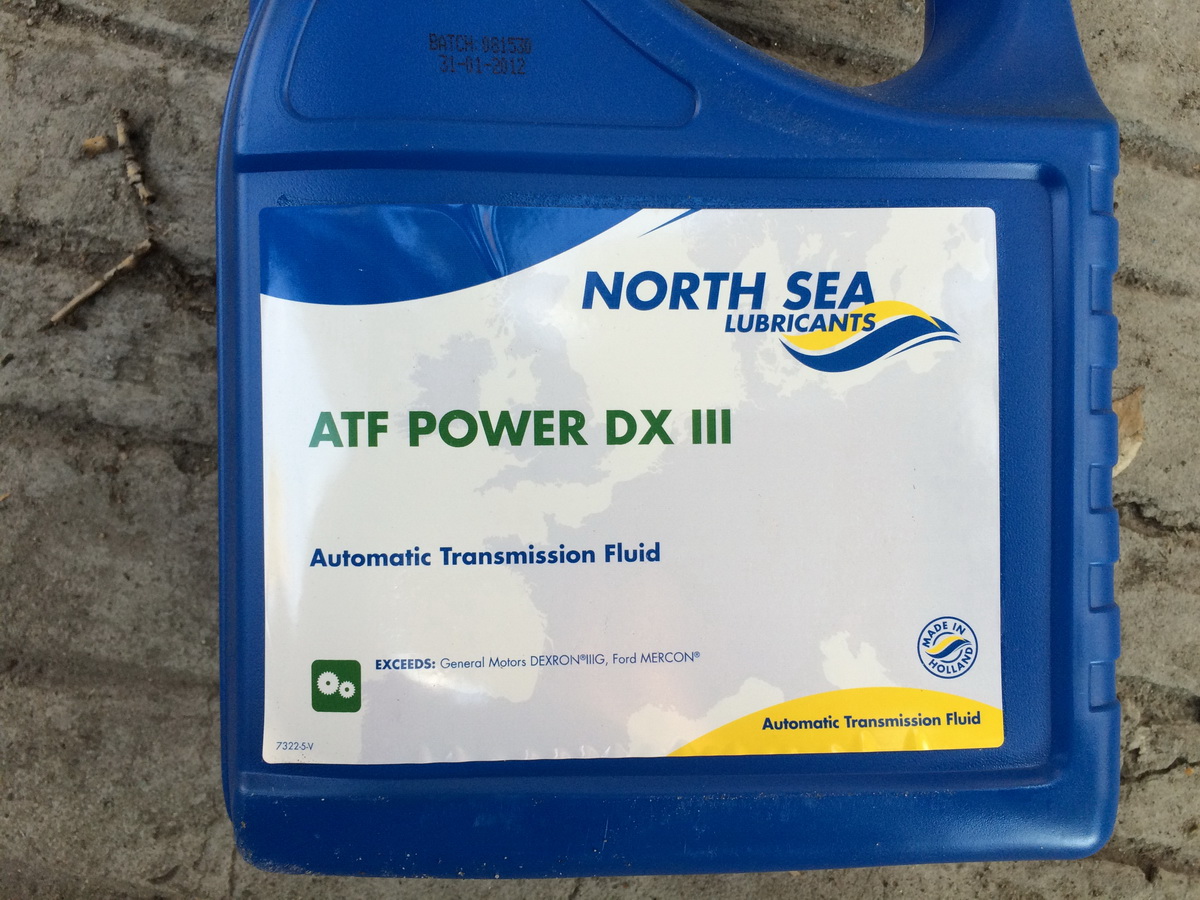 BATCH 081530
31-01-2012
NORTH SEA
LUBRICANTS
ATF POWER DX III
Automatic Transmission Fluid
EXCEEDS: General Motors DEXRON®IIIG, Ford MERCON®
MADE IN
HOLLAND
Automatic Transmission Fluid
7322-5-V